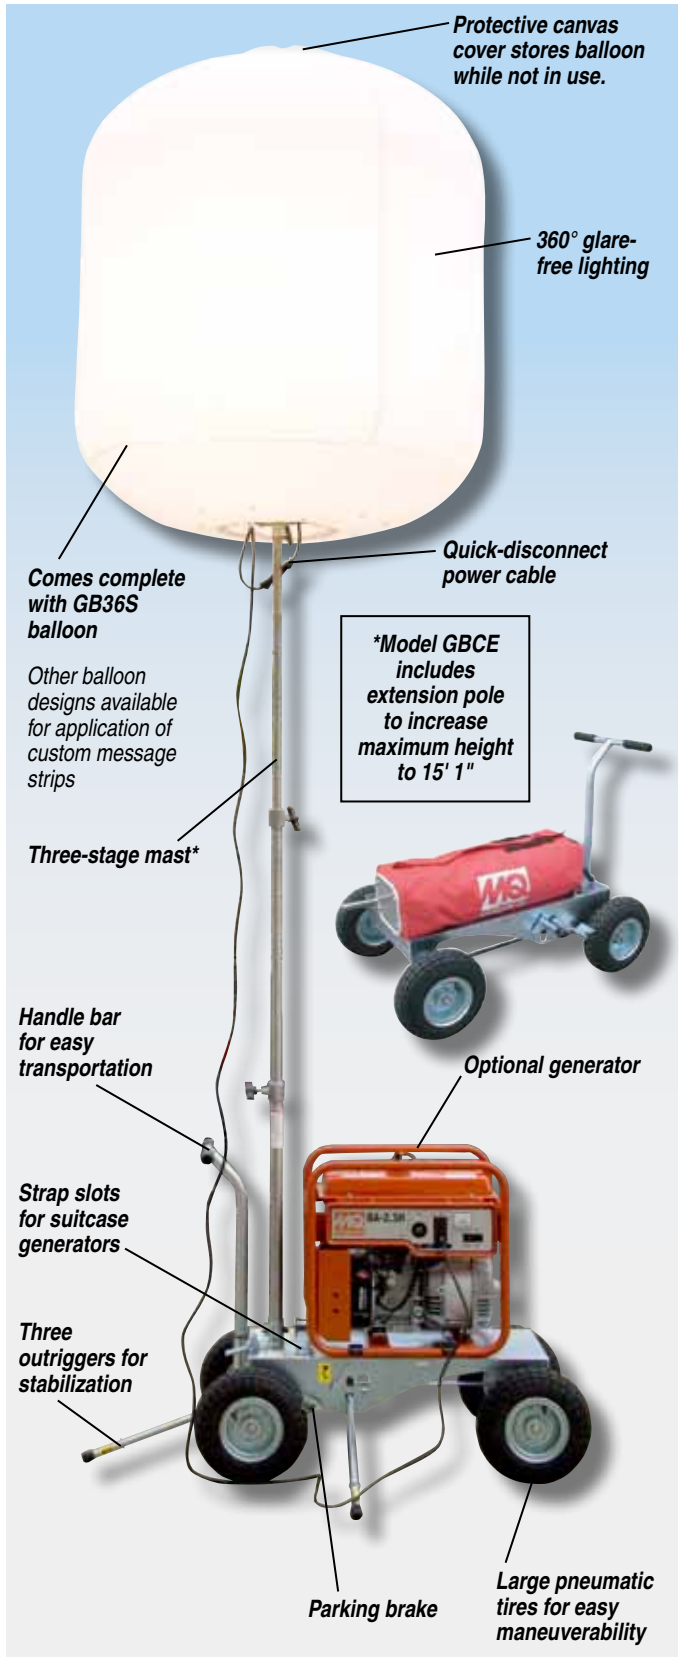 Protective canvas
cover stores balloon
while not in use.
360° glare-
free lighting
Quick-disconnect
power cable
Comes complete
with GB36S
balloon
Other balloon
designs available
for application of
custom message
strips
*Model GBCE
includes
extension pole
to increase
maximum height
to 15' 1"
Three-stage mast*
MQ
Handle bar
for easy
transportation
Optional generator
Strap slots
for suitcase
generators
MQ
GA-2.5H
Three
outriggers for
stabilization
Parking brake
Large pneumatic
tires for easy
maneuverability